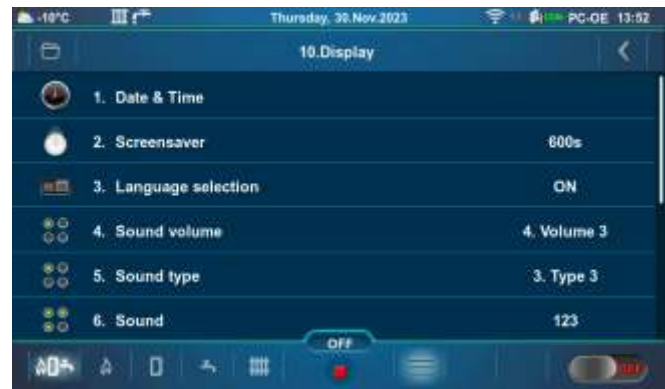 -10°C Thursday, 30.Nov.2023 PC-OE 13:52
10.Display
1. Date & Time
2. Screensaver 600s
3. Language selection ON
4. Sound volume 4. Volume 3
5. Sound type 3. Type 3
6. Sound 123
OFF
OFF